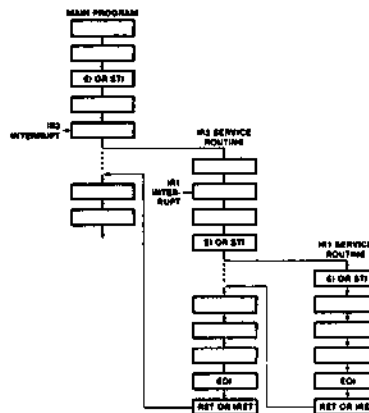 MAIN PROGRAM
EI OR STI
IR3
INTERRUPT
IR3 SERVICE
ROUTINE
IR1
INTER-
RUPT
EI OR STI
IR1 SERVICE
ROUTINE
EI OR STI
EOI
RET OR IRET
EOI
RET OR IRET